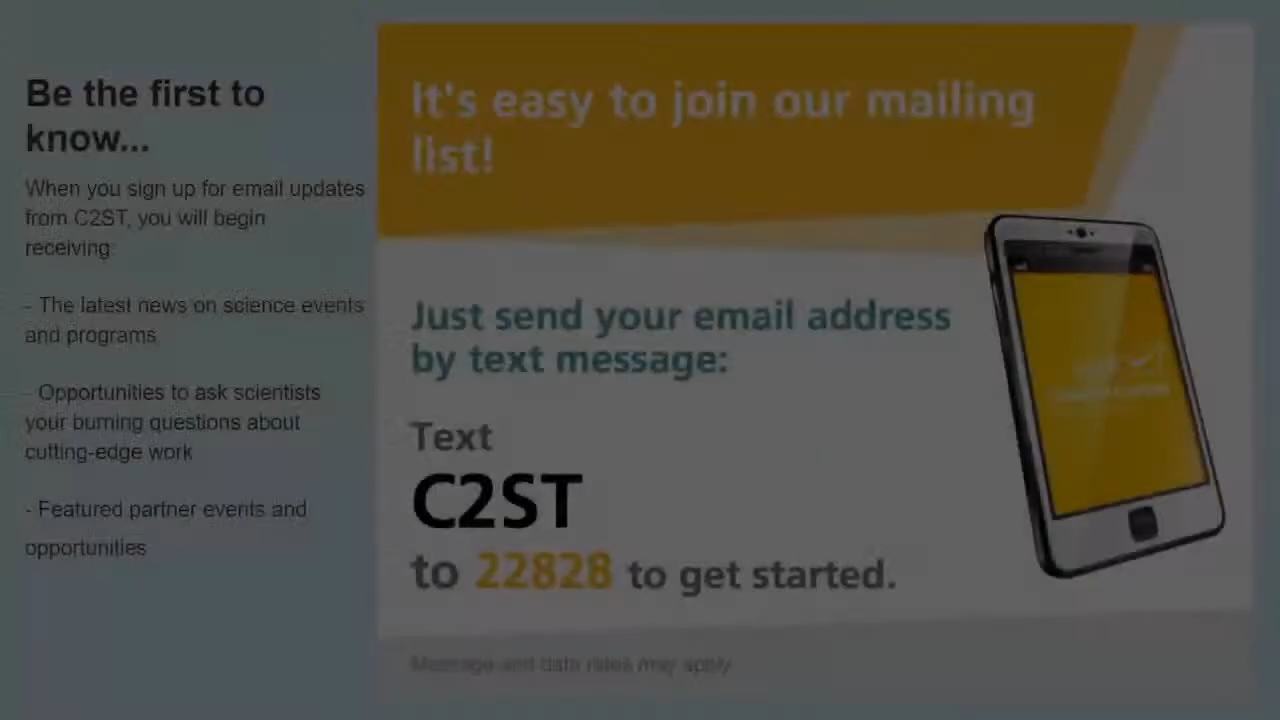 Be the first to
know...
When you sign up for email updates
from C2ST, you will begin
receiving:
- The latest news on science events
and programs
- Opportunities to ask scientists
your burning questions about
cutting-edge work
- Featured partner events and
opportunities
It's easy to join our mailing
list!
Just send your email address
by text message:
Text
C2ST
to 22828 to get started.
Message and data rates may apply.